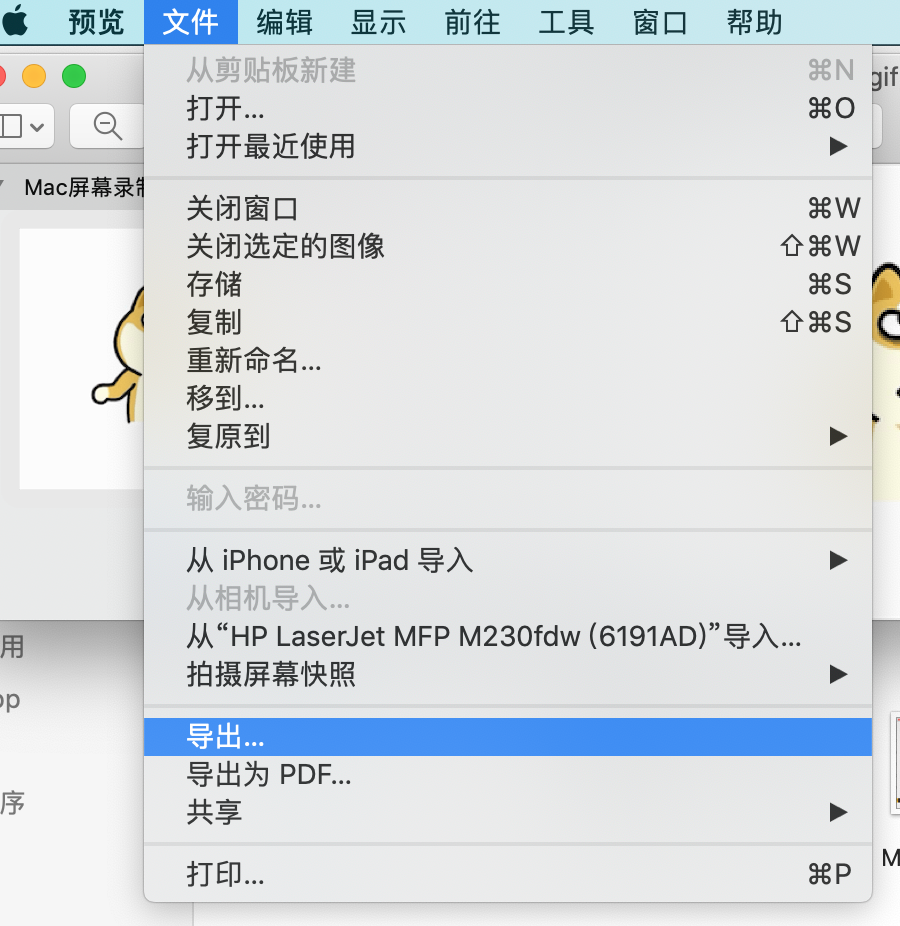 预览 文件 编辑 显示 前往 工具 窗口 帮助
gif
Mac屏幕录制
从剪贴板新建 ⌘N
打开... ⌘O
打开最近使用 ▶
关闭窗口 ⌘W
关闭选定的图像 ⇧⌘W
存储 ⌘S
复制 ⇧⌘S
重新命名...
移到...
复原到 ▶
输入密码...
从 iPhone 或 iPad 导入 ▶
从相机导入...
从“HP LaserJet MFP M230fdw (6191AD)”导入...
拍摄屏幕快照 ▶
导出...
导出为 PDF...
共享 ▶
打印... ⌘P
用
op
序
M